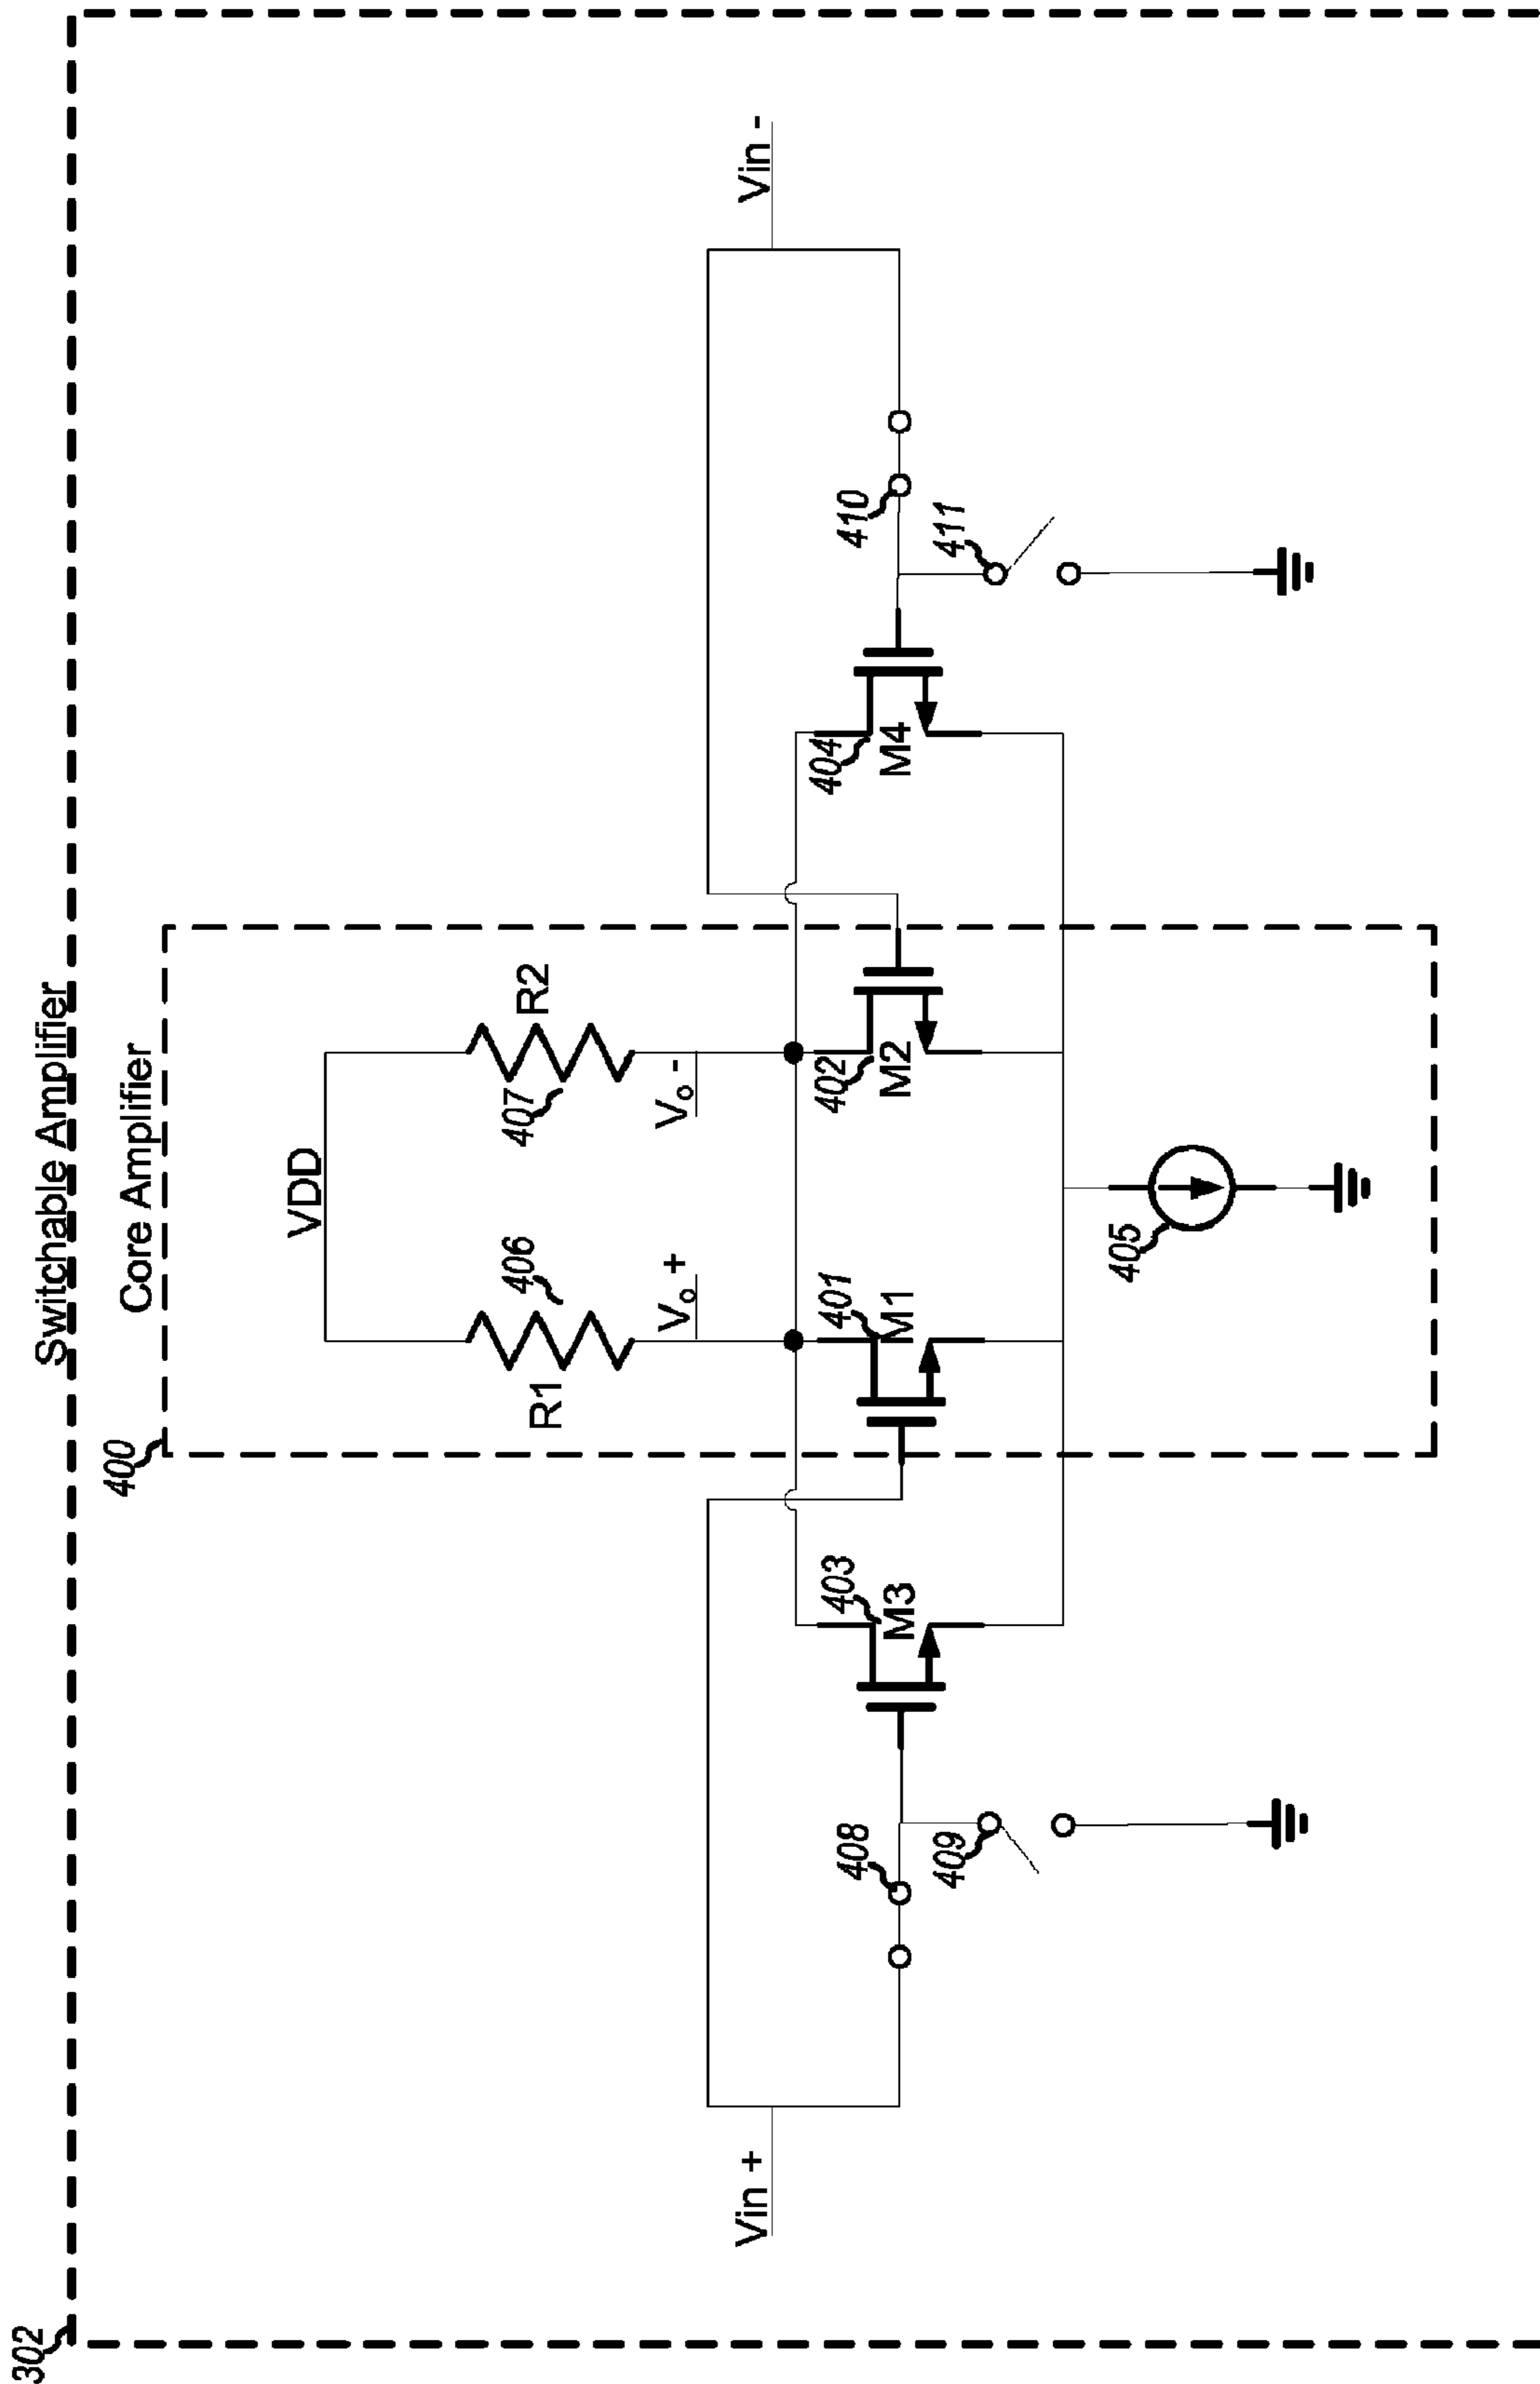 302
Switchable Amplifier
400
Core Amplifier
VDD
R1
406
407
R2
Vo +
Vo -
Vin +
Vin -
403
M3
401
M1
402
M2
404
M4
408
409
410
411
405